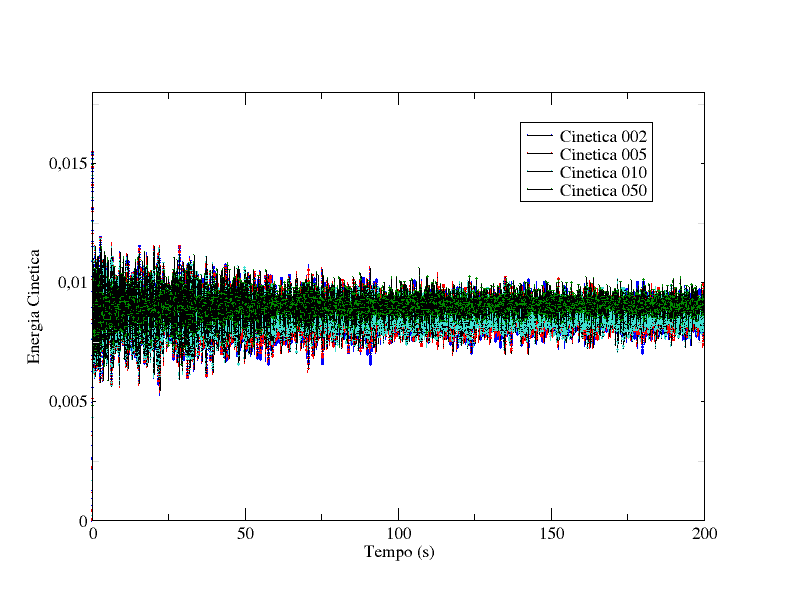 Cinetica 002
Cinetica 005
Cinetica 010
Cinetica 050
0,015
0,01
0,005
0
Energia Cinetica
0 50 100 150 200
Tempo (s)